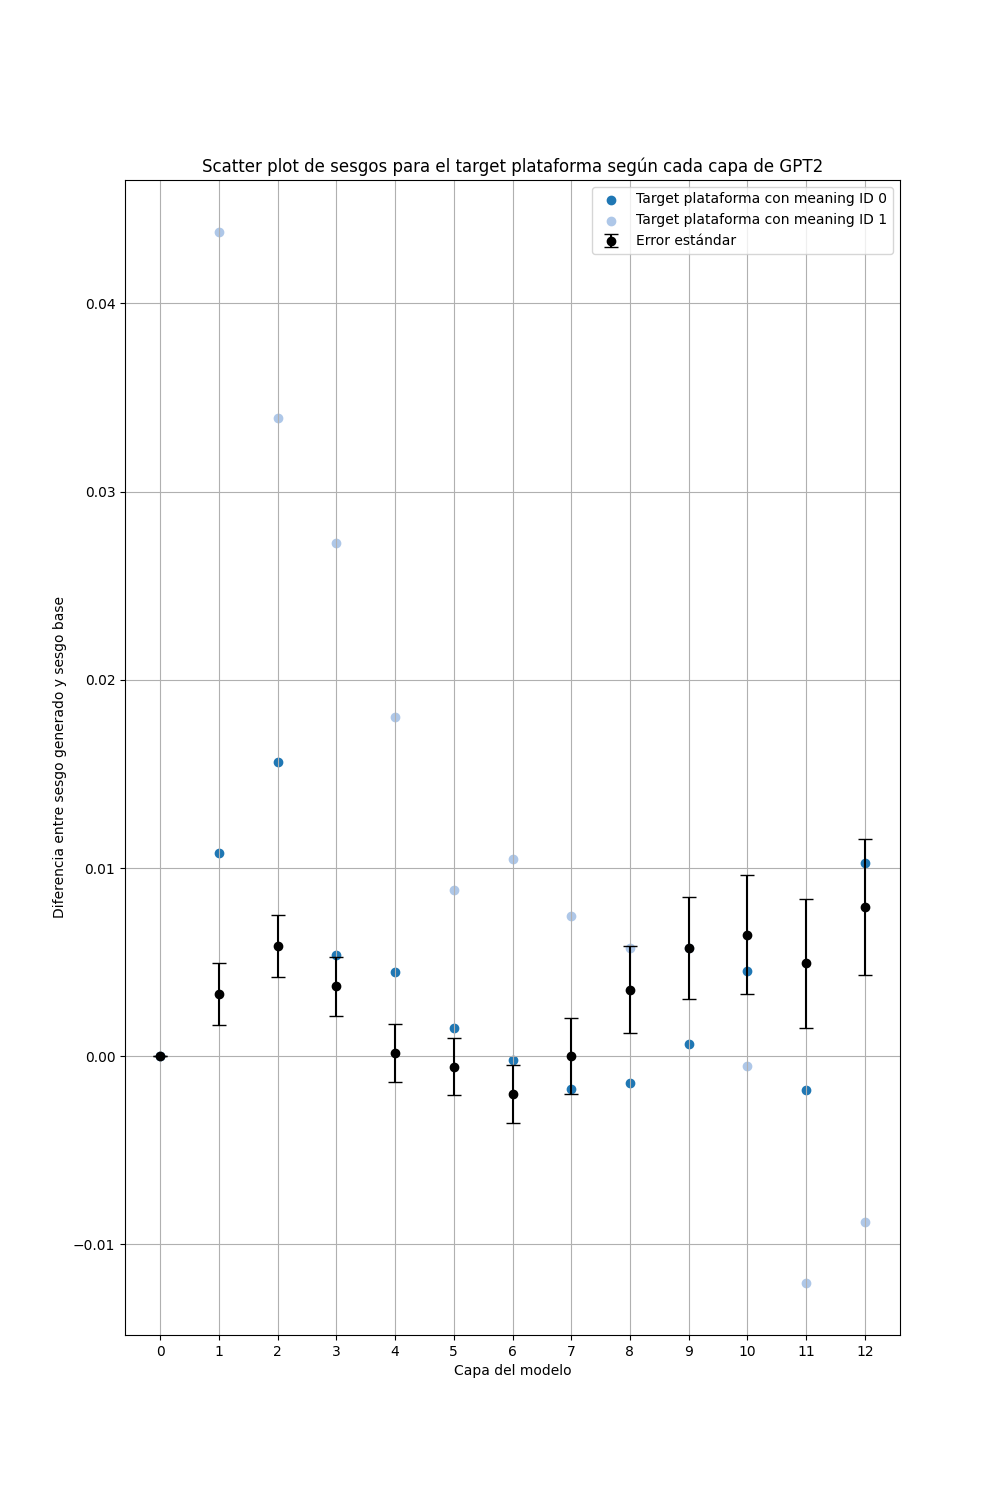 Scatter plot de sesgos para el target plataforma según cada capa de GPT2
Target plataforma con meaning ID 0
Target plataforma con meaning ID 1
Error estándar
0.04
0.03
0.02
0.01
0.00
−0.01
Diferencia entre sesgo generado y sesgo base
0 1 2 3 4 5 6 7 8 9 10 11 12
Capa del modelo